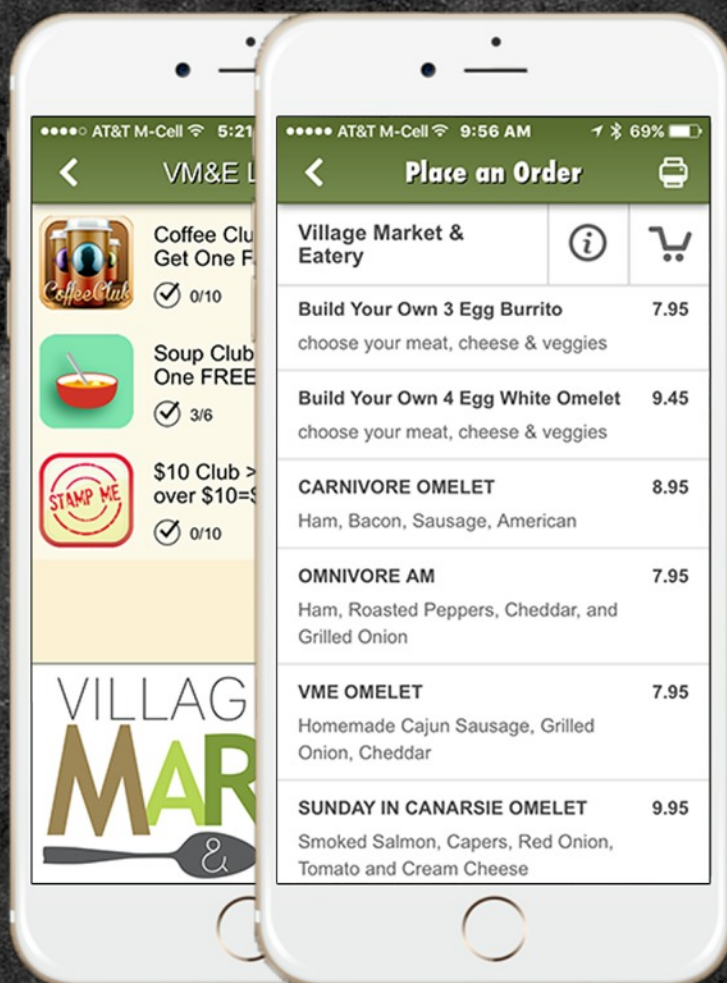 AT&T M-Cell 5:21
VM&E L
Coffee Clu
Get One F
CoffeeClub
0/10
Soup Club
One FREE
3/6
$10 Club >
over $10=$
STAMP ME
0/10
VILLAG
MAR
&
AT&T M-Cell 9:56 AM 69%
Place an Order
Village Market &
Eatery
i
Build Your Own 3 Egg Burrito 7.95
choose your meat, cheese & veggies
Build Your Own 4 Egg White Omelet 9.45
choose your meat, cheese & veggies
CARNIVORE OMELET 8.95
Ham, Bacon, Sausage, American
OMNIVORE AM 7.95
Ham, Roasted Peppers, Cheddar, and
Grilled Onion
VME OMELET 7.95
Homemade Cajun Sausage, Grilled
Onion, Cheddar
SUNDAY IN CANARSIE OMELET 9.95
Smoked Salmon, Capers, Red Onion,
Tomato and Cream Cheese